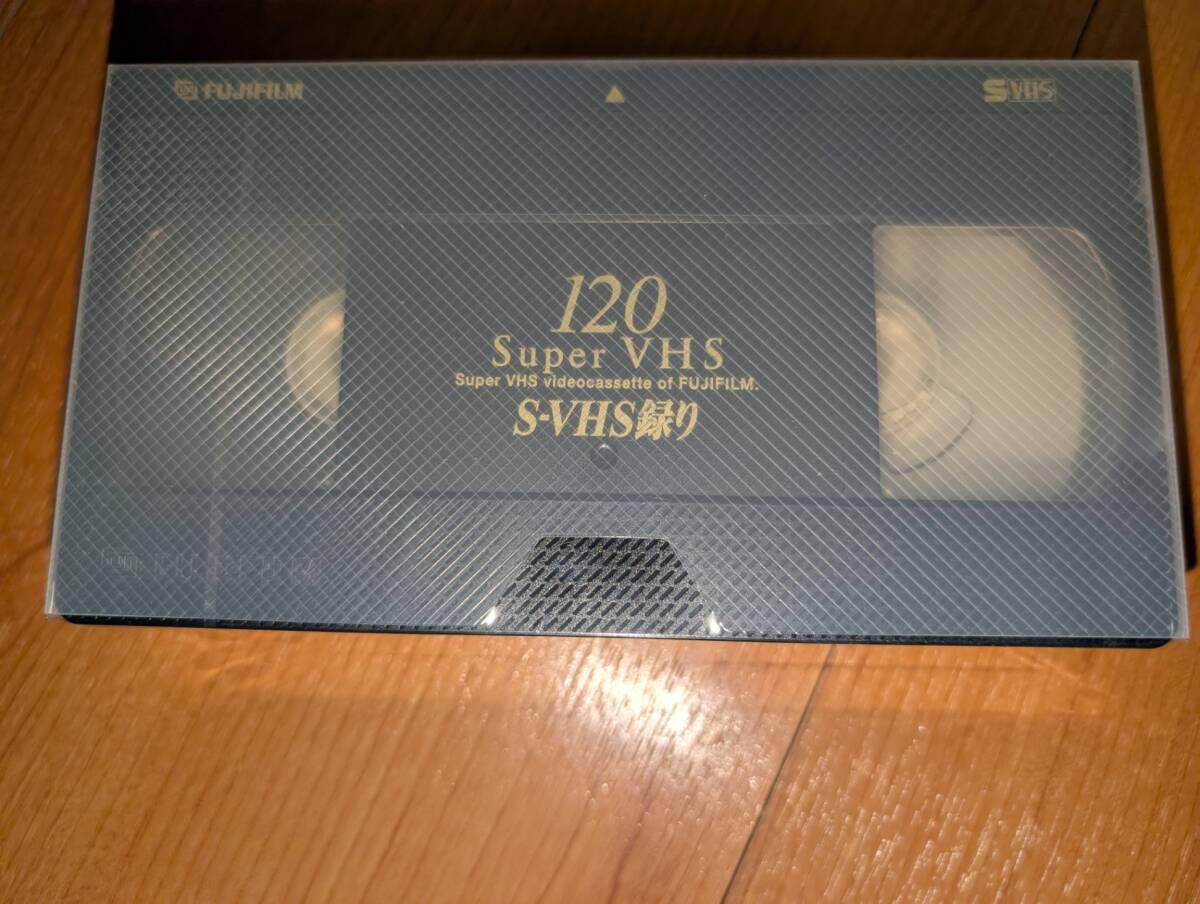 FUJIFILM
S VHS
120
Super VHS
Super VHS videocassette of FUJIFILM.
S-VHS録り